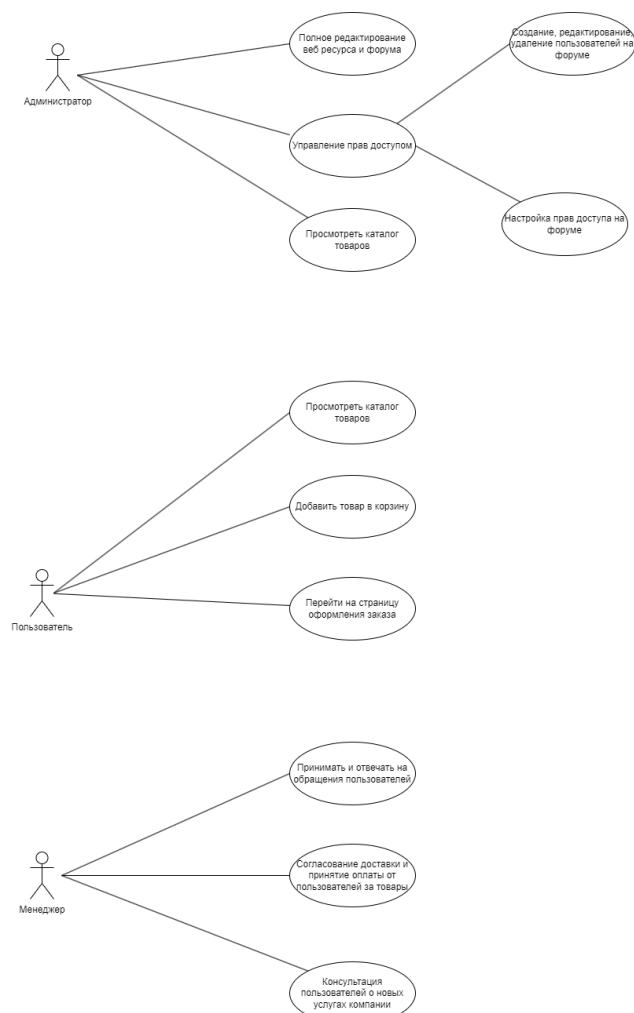 Полное редактирование
веб ресурса и форума
Создание, редактирование,
удаление пользователей на
форуме
Администратор
Управление прав доступом
Настройка прав доступа на
форуме
Просмотреть каталог
товаров
Просмотреть каталог
товаров
Добавить товар в корзину
Перейти на страницу
оформления заказа
Пользователь
Принимать и отвечать на
обращения пользователей
Согласование доставки и
принятие оплаты от
пользователей за товары
Менеджер
Консультация
пользователей о новых
услугах компании